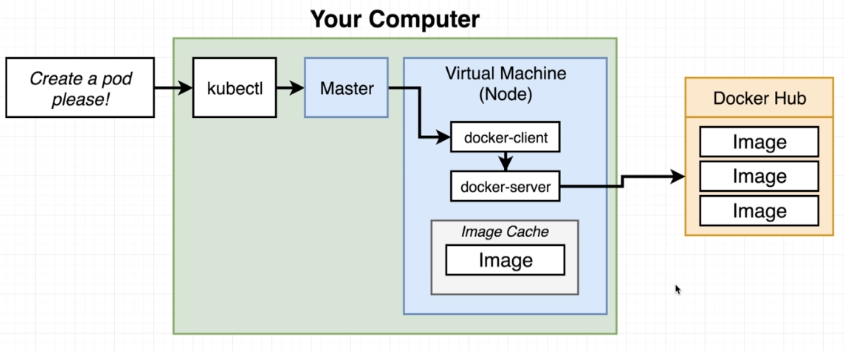 Your Computer
Create a pod
please!
kubectl
Master
Virtual Machine
(Node)
docker-client
docker-server
Image Cache
Image
Docker Hub
Image
Image
Image